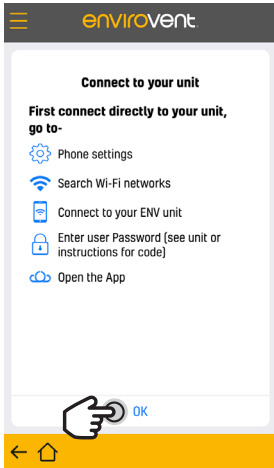 envirovent.
Connect to your unit
First connect directly to your unit,
go to-
Phone settings
Search Wi-Fi networks
Connect to your ENV unit
Enter user Password (see unit or
instructions for code)
Open the App
OK